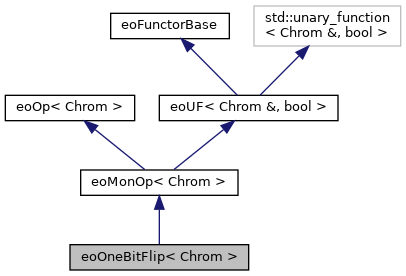 eoFunctorBase
std::unary_function
< Chrom &, bool >
eoOp< Chrom >
eoUF< Chrom &, bool >
eoMonOp< Chrom >
eoOneBitFlip< Chrom >